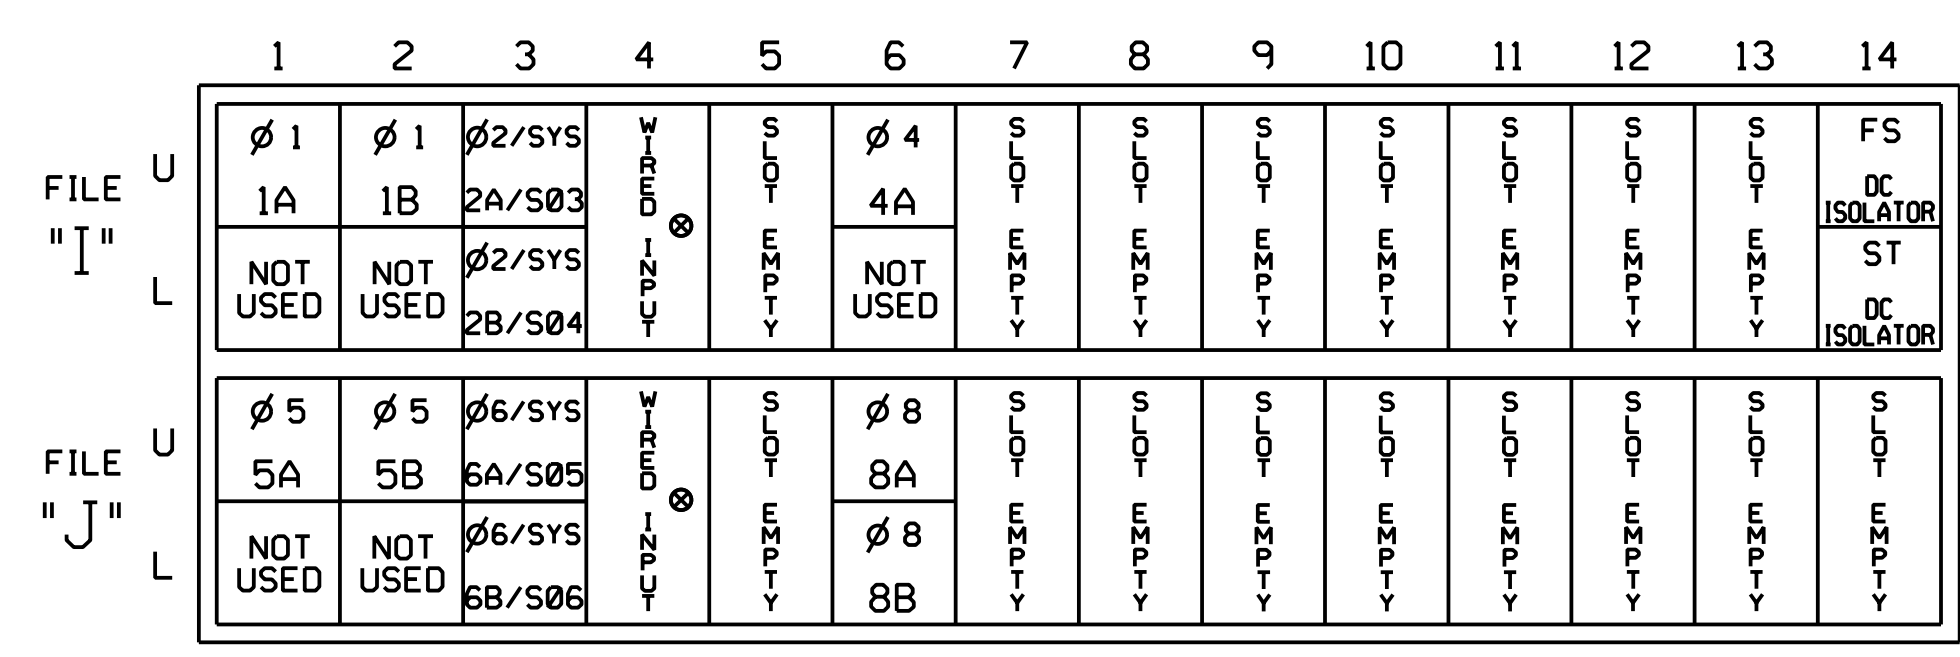 1 2 3 4 5 6 7 8 9 10 11 12 13 14
FILE "I"
U
Ø 1 1A
Ø 1 1B
Ø2/SYS 2A/S03
WIRED INPUT ⊗
SLOT EMPTY
Ø 4 4A
SLOT EMPTY
SLOT EMPTY
SLOT EMPTY
SLOT EMPTY
SLOT EMPTY
SLOT EMPTY
SLOT EMPTY
FS DC ISOLATOR
L
NOT USED
NOT USED
Ø2/SYS 2B/S04
NOT USED
ST DC ISOLATOR
FILE "J"
U
Ø 5 5A
Ø 5 5B
Ø6/SYS 6A/S05
WIRED INPUT ⊗
SLOT EMPTY
Ø 8 8A
SLOT EMPTY
SLOT EMPTY
SLOT EMPTY
SLOT EMPTY
SLOT EMPTY
SLOT EMPTY
SLOT EMPTY
SLOT EMPTY
L
NOT USED
NOT USED
Ø6/SYS 6B/S06
Ø 8 8B